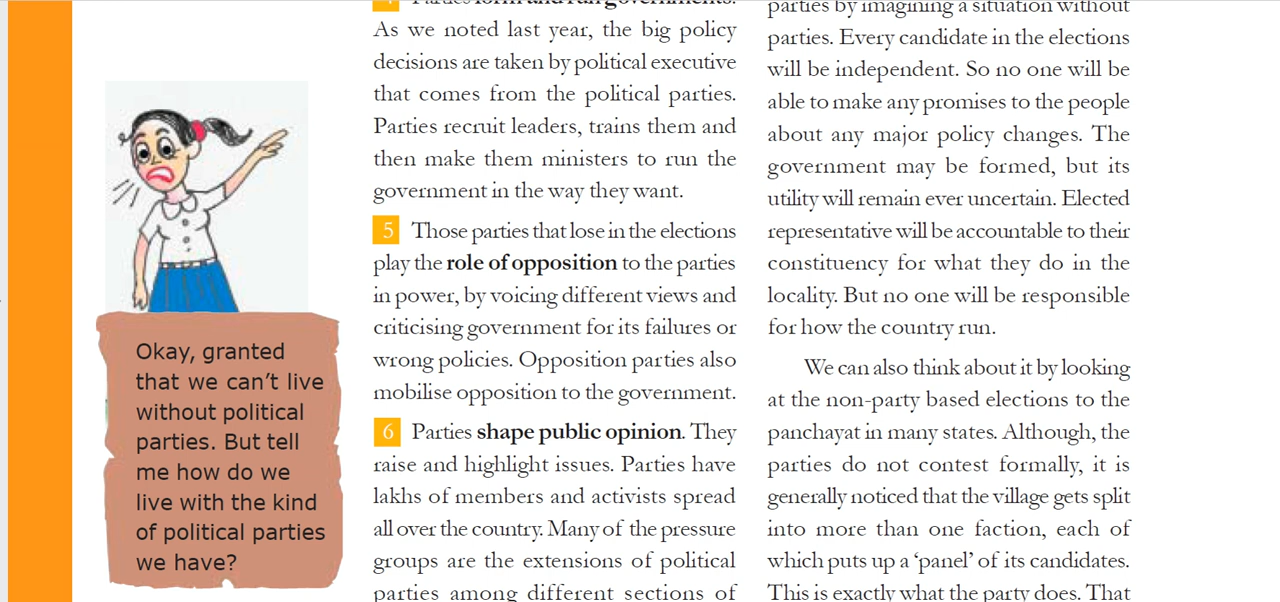 Okay, granted
that we can’t live
without political
parties. But tell
me how do we
live with the kind
of political parties
we have?
4 Parties form and run governments.
As we noted last year, the big policy
decisions are taken by political executive
that comes from the political parties.
Parties recruit leaders, trains them and
then make them ministers to run the
government in the way they want.
5 Those parties that lose in the elections
play the role of opposition to the parties
in power, by voicing different views and
criticising government for its failures or
wrong policies. Opposition parties also
mobilise opposition to the government.
6 Parties shape public opinion. They
raise and highlight issues. Parties have
lakhs of members and activists spread
all over the country. Many of the pressure
groups are the extensions of political
parties among different sections of
parties by imagining a situation without
parties. Every candidate in the elections
will be independent. So no one will be
able to make any promises to the people
about any major policy changes. The
government may be formed, but its
utility will remain ever uncertain. Elected
representative will be accountable to their
constituency for what they do in the
locality. But no one will be responsible
for how the country run.
We can also think about it by looking
at the non-party based elections to the
panchayat in many states. Although, the
parties do not contest formally, it is
generally noticed that the village gets split
into more than one faction, each of
which puts up a ‘panel’ of its candidates.
This is exactly what the party does. That